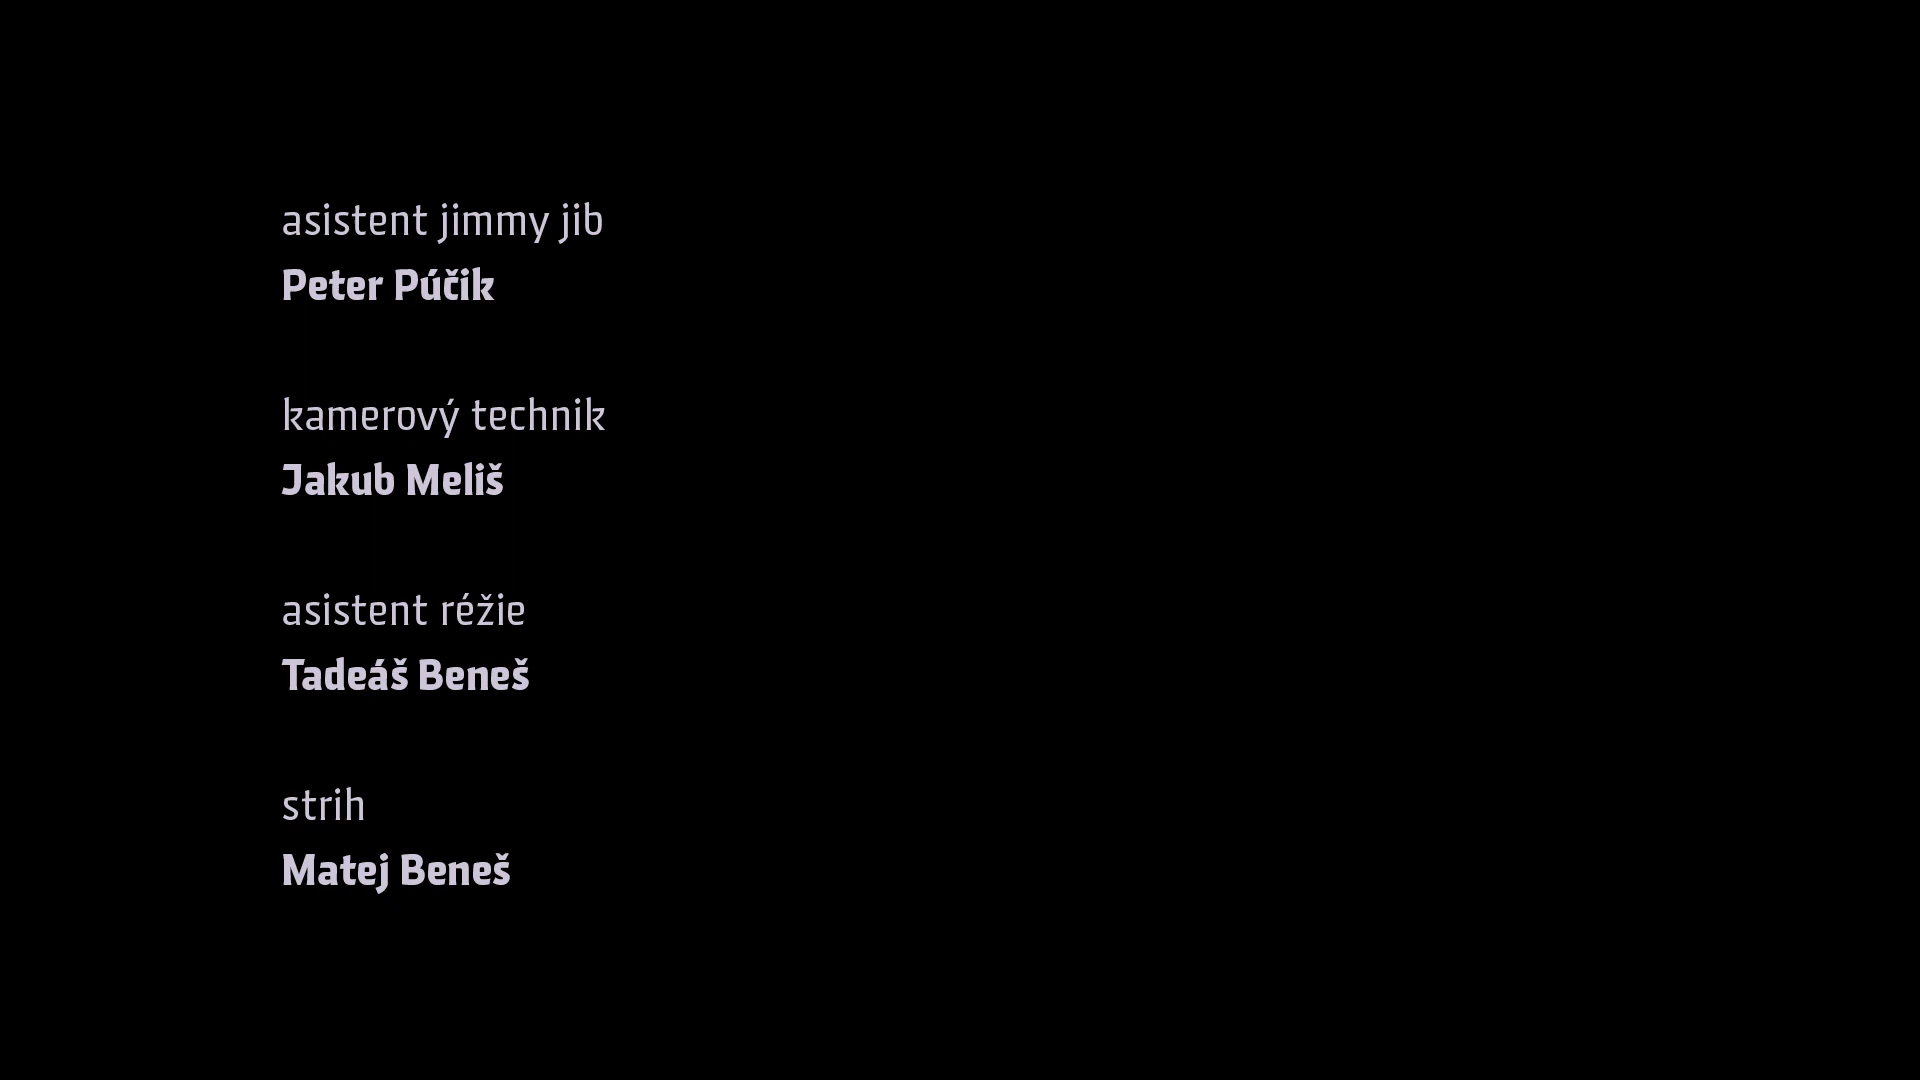 asistent jimmy jib
Peter Púčik
kamerový technik
Jakub Meliš
asistent réžie
Tadeáš Beneš
strih
Matej Beneš